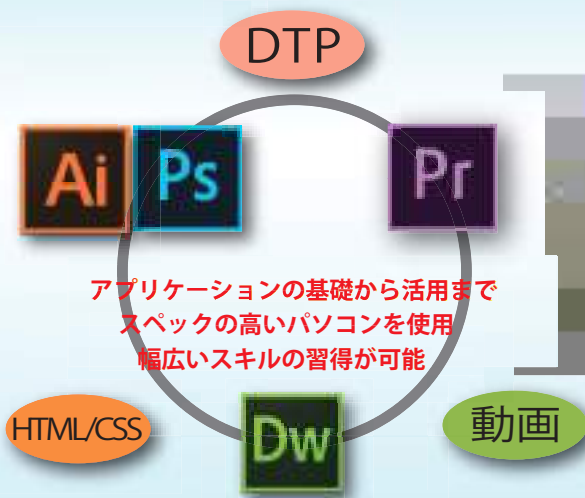 DTP
Ai Ps Pr
アプリケーションの基礎から活用まで
スペックの高いパソコンを使用
幅広いスキルの習得が可能
HTML/CSS Dw 動画